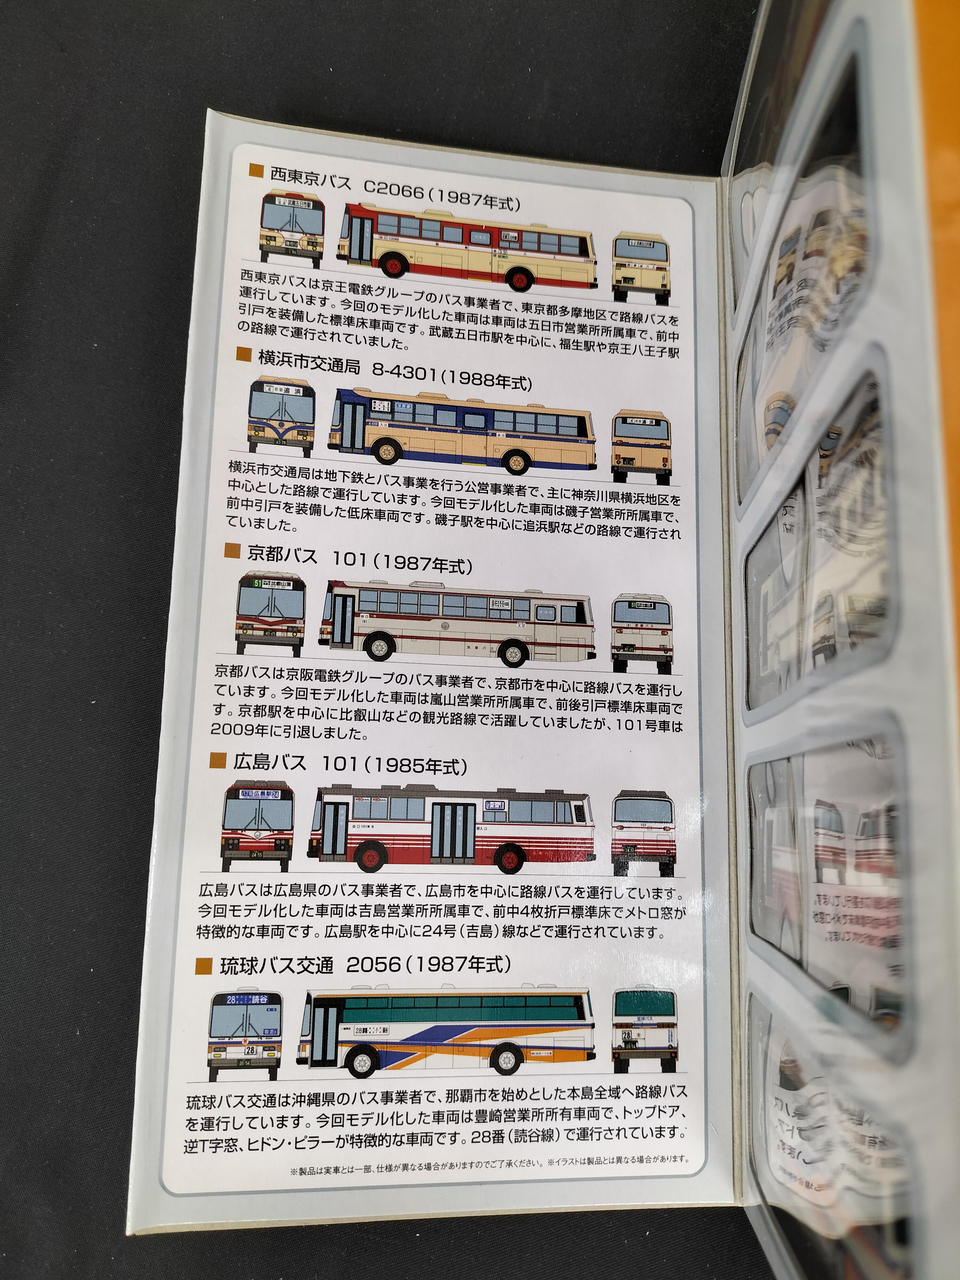 西東京バス C2066(1987年式)
西東京バスは京王電鉄グループのバス事業者で、東京都多摩地区で路線バスを
運行しています。今回のモデル化した車両は車両は五日市営業所所属車で、前中
引戸を装備した標準床車両です。武蔵五日市駅を中心に、福生駅や京王八王子駅
の路線で運行されていました。
横浜市交通局 8-4301(1988年式)
追浜
横浜市交通局は地下鉄とバス事業を行う公営事業者で、主に神奈川県横浜地区を
中心とした路線で運行しています。今回モデル化した車両は磯子営業所所属車で、
前中引戸を装備した低床車両です。磯子駅を中心に追浜駅などの路線で運行され
ていました。
京都バス 101(1987年式)
51 比叡山頂
京都バスは京阪電鉄グループのバス事業者で、京都市を中心に路線バスを運行し
ています。今回モデル化した車両は嵐山営業所所属車で、前後引戸標準床車両で
す。京都駅を中心に比叡山などの観光路線で活躍していましたが、101号車は
2009年に引退しました。
広島バス 101(1985年式)
広島バスは広島県のバス事業者で、広島市を中心に路線バスを運行しています。
今回モデル化した車両は吉島営業所所属車で、前中4枚折戸標準床でメトロ窓が
特徴的な車両です。広島駅を中心に24号(吉島)線などで運行されています。
琉球バス交通 2056(1987年式)
28 読谷
28
28
琉球バス交通は沖縄県のバス事業者で、那覇市を始めとした本島全域へ路線バス
を運行しています。今回モデル化した車両は豊崎営業所所有車両で、トップドア、
逆T字窓、ヒドン・ピラーが特徴的な車両です。28番(読谷線)で運行されています。
※製品は実車とは一部、仕様が異なる場合がありますのでご了承ください。※イラストは製品とは異なる場合があります。